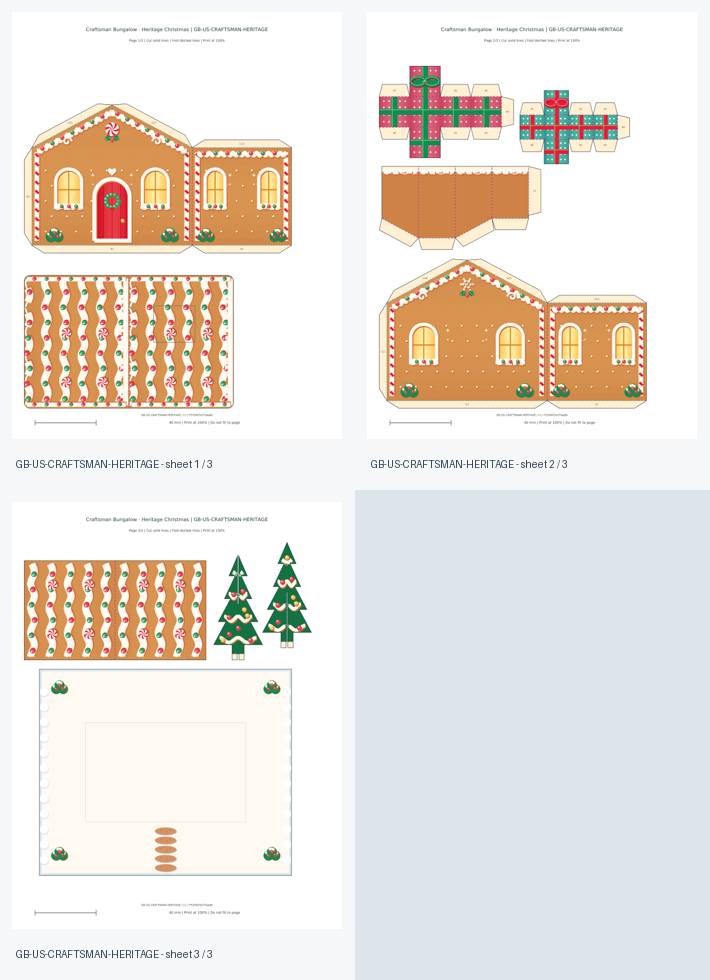 Craftsman Bungalow · Heritage Christmas | GB-US-CRAFTSMAN-HERITAGE
Page 1/3 | Cut solid lines | Fold dashed lines | Print at 100%
40 mm | Print at 100% | Do not fit to page
GB-US-CRAFTSMAN-HERITAGE - sheet 1 / 3
Craftsman Bungalow · Heritage Christmas | GB-US-CRAFTSMAN-HERITAGE
Page 2/3 | Cut solid lines | Fold dashed lines | Print at 100%
40 mm | Print at 100% | Do not fit to page
GB-US-CRAFTSMAN-HERITAGE - sheet 2 / 3
Craftsman Bungalow · Heritage Christmas | GB-US-CRAFTSMAN-HERITAGE
Page 3/3 | Cut solid lines | Fold dashed lines | Print at 100%
40 mm | Print at 100% | Do not fit to page
GB-US-CRAFTSMAN-HERITAGE - sheet 3 / 3